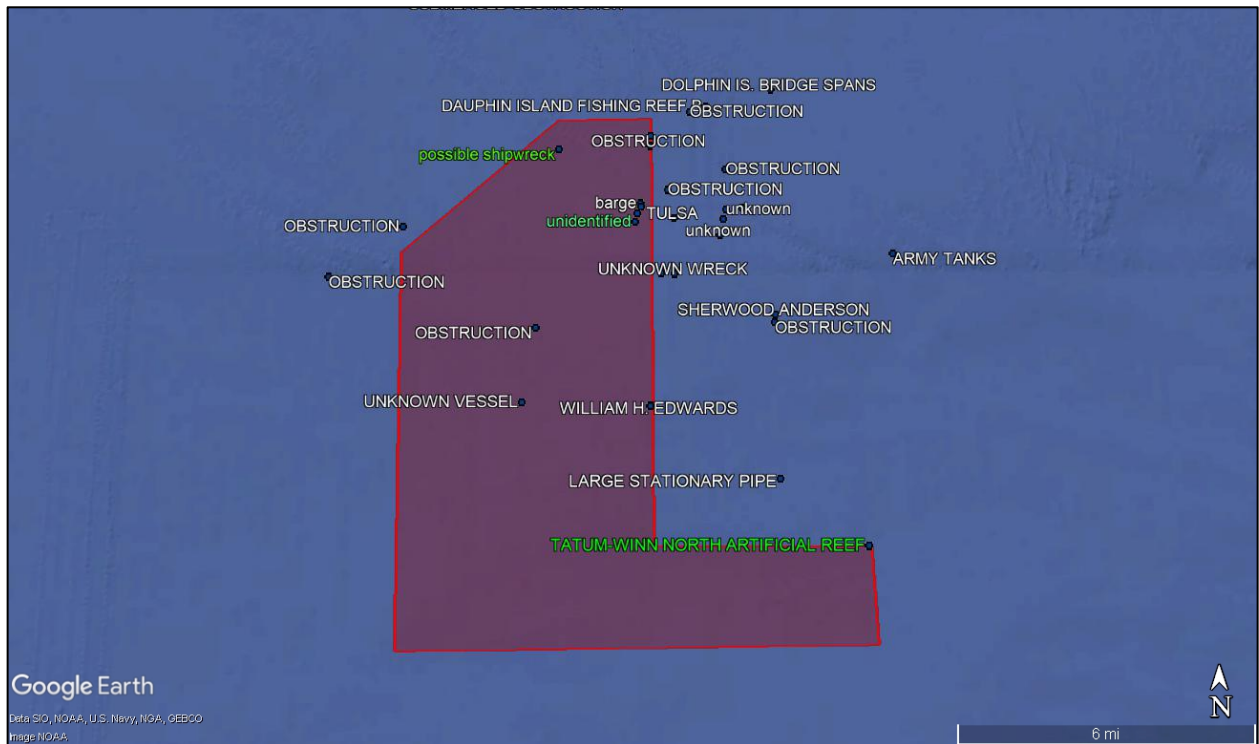 SUBMERGED OBSTRUCTION
DOLPHIN IS. BRIDGE SPANS
DAUPHIN ISLAND FISHING REEF
OBSTRUCTION
OBSTRUCTION
possible shipwreck
OBSTRUCTION
OBSTRUCTION
barge
unknown
TULSA
unidentified
OBSTRUCTION
unknown
ARMY TANKS
UNKNOWN WRECK
OBSTRUCTION
SHERWOOD ANDERSON
OBSTRUCTION
OBSTRUCTION
UNKNOWN VESSEL
WILLIAM H. EDWARDS
LARGE STATIONARY PIPE
TATUM-WINN NORTH ARTIFICIAL REEF
Google Earth
Data SIO, NOAA, U.S. Navy, NGA, GEBCO
Image NOAA
N
6 mi